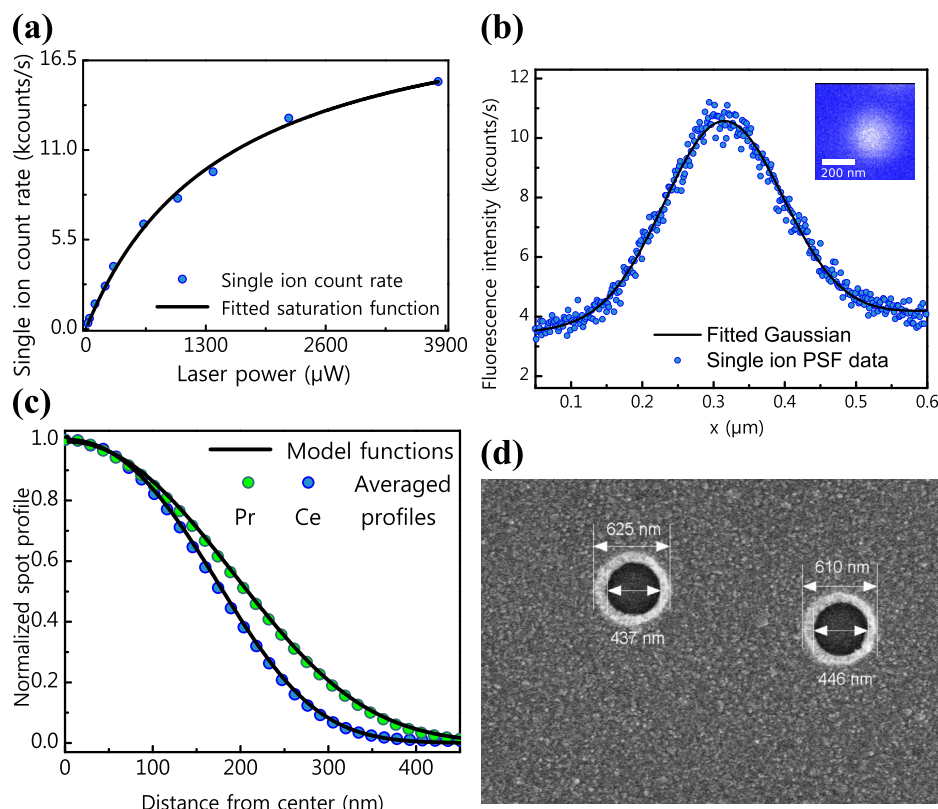 (a)
16.5
11.0
5.5
0.0
Single ion count rate (kcounts/s)
Single ion count rate
Fitted saturation function
0
1300
2600
3900
Laser power (µW)
(b)
12
10
8
6
4
2
Fluorescence intensity (kcounts/s)
200 nm
Fitted Gaussian
Single ion PSF data
0.1
0.2
0.3
0.4
0.5
0.6
x (µm)
(c)
1.0
0.8
0.6
0.4
0.2
0.0
Normalized spot profile
Model functions
Averaged
Pr Ce profiles
0
100
200
300
400
Distance from center (nm)
(d)
625 nm
437 nm
610 nm
446 nm